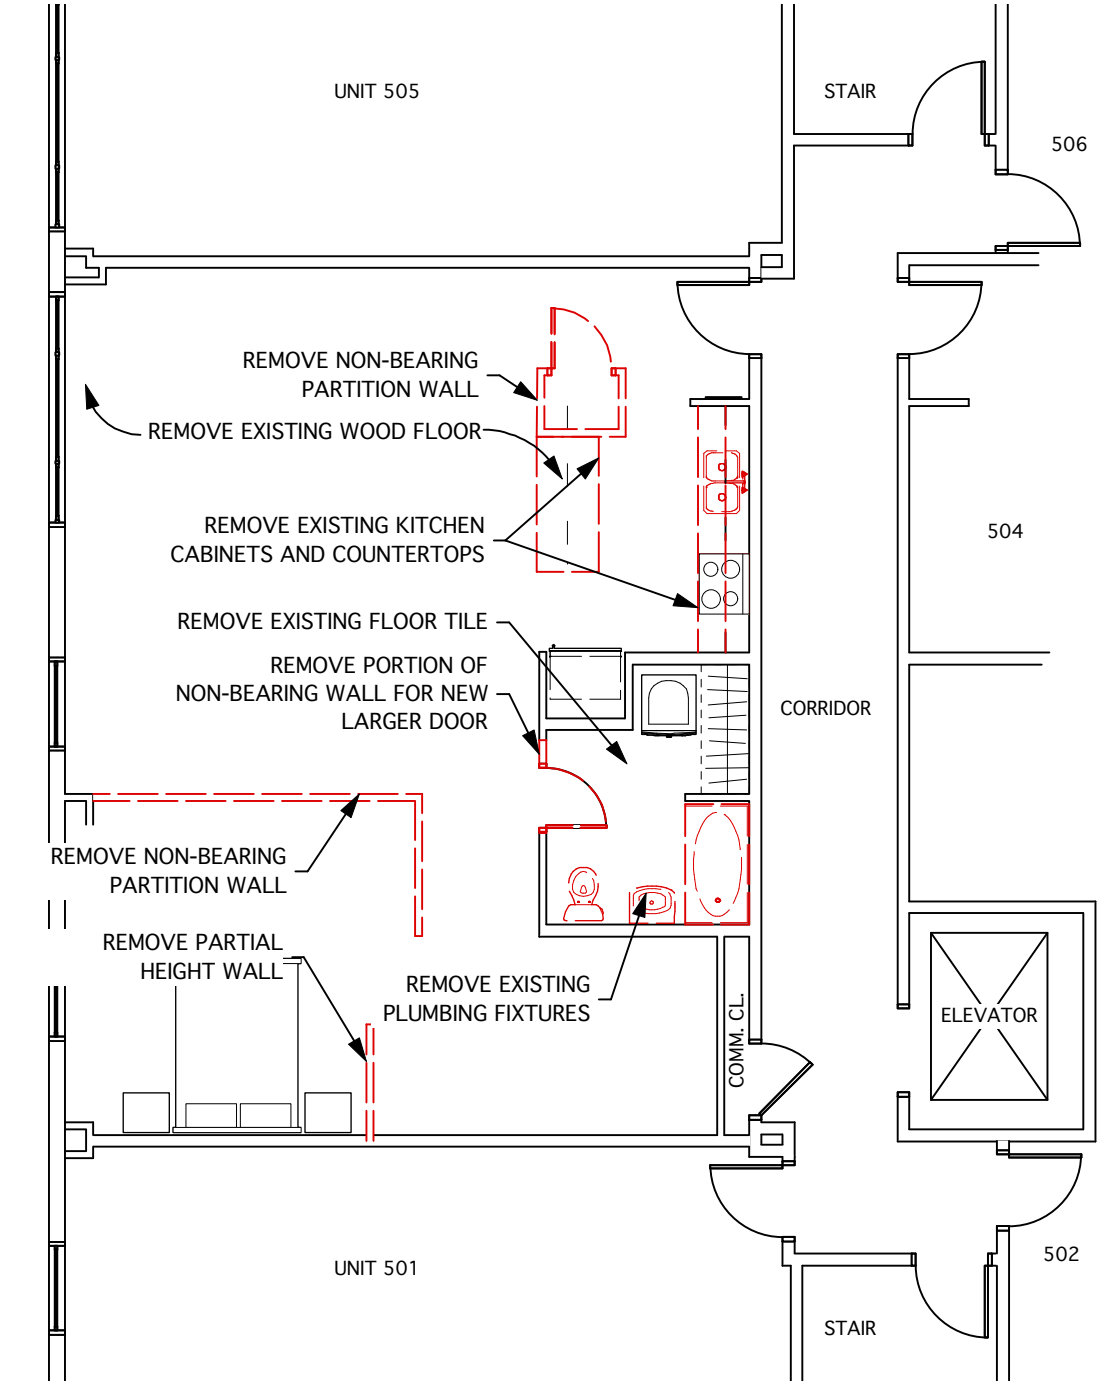 UNIT 505
STAIR
506
REMOVE NON-BEARING
PARTITION WALL
REMOVE EXISTING WOOD FLOOR
REMOVE EXISTING KITCHEN
CABINETS AND COUNTERTOPS
504
REMOVE EXISTING FLOOR TILE
REMOVE PORTION OF
NON-BEARING WALL FOR NEW
LARGER DOOR
CORRIDOR
REMOVE NON-BEARING
PARTITION WALL
REMOVE PARTIAL
HEIGHT WALL
REMOVE EXISTING
PLUMBING FIXTURES
COMM. CL.
ELEVATOR
UNIT 501
502
STAIR